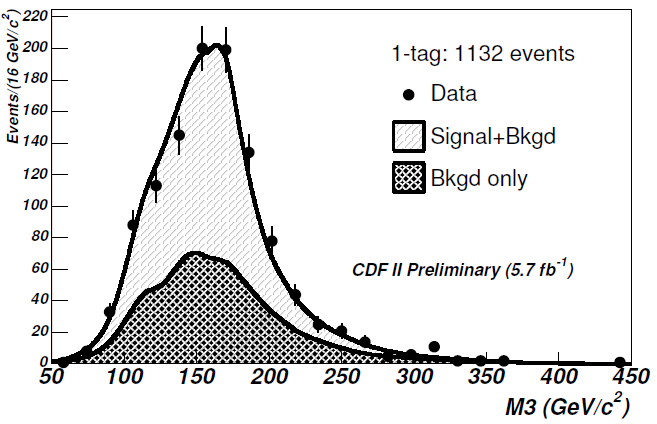 Events/(16 GeV/c²)
220
200
180
160
140
120
100
80
60
40
20
0
1-tag: 1132 events
Data
Signal+Bkgd
Bkgd only
CDF II Preliminary (5.7 fb⁻¹)
50 100 150 200 250 300 350 400 450
M3 (GeV/c²)